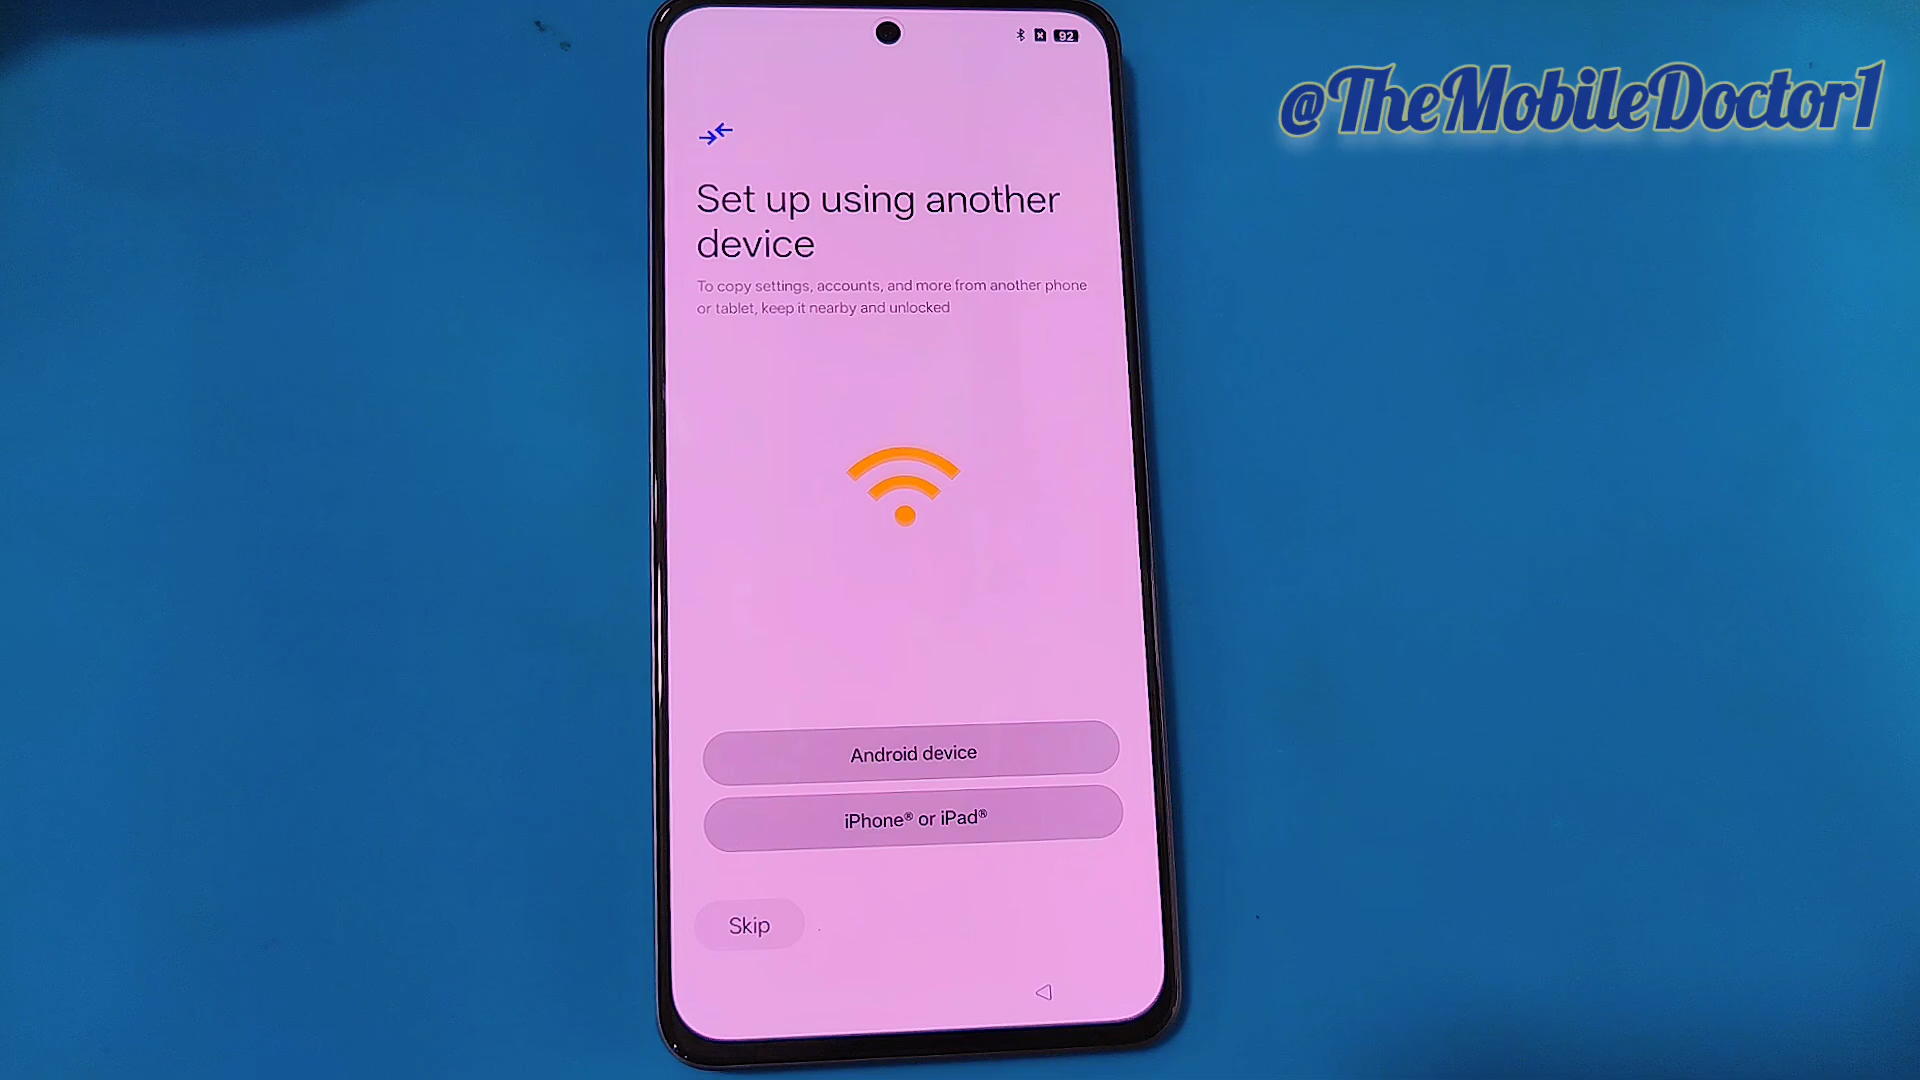 92
@TheMobileDoctor1
Set up using another
device
To copy settings, accounts, and more from another phone
or tablet, keep it nearby and unlocked
Android device
iPhone® or iPad®
Skip